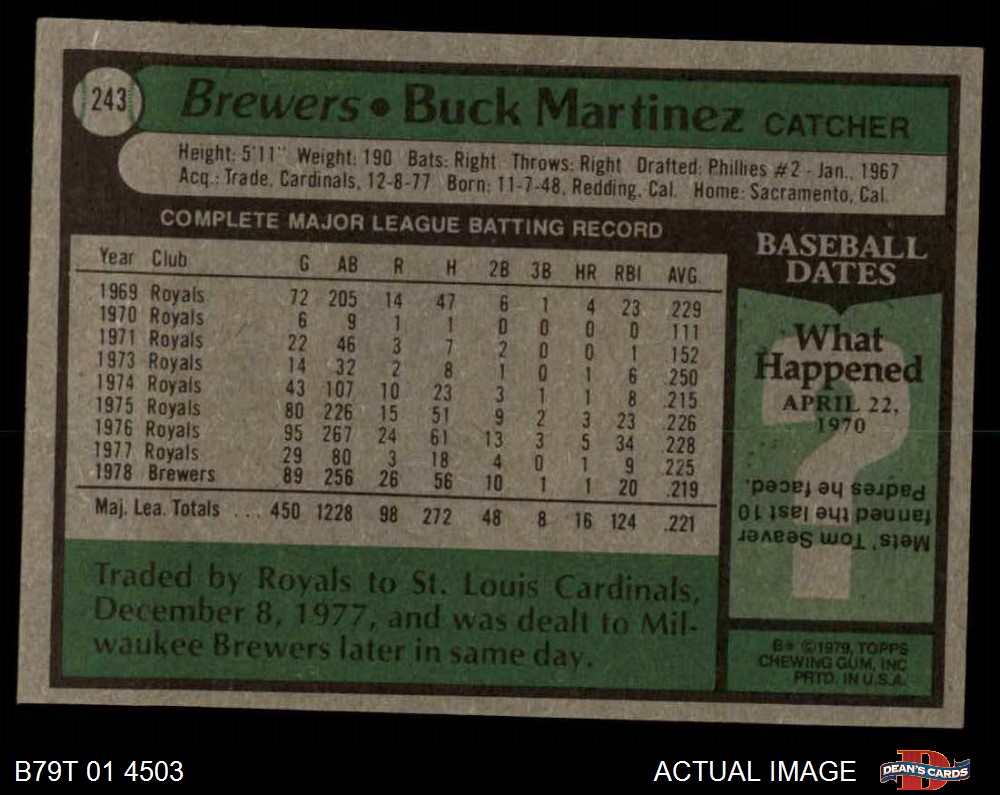 243
Brewers • Buck Martinez CATCHER
Height: 5'11" Weight: 190 Bats: Right Throws: Right Drafted: Phillies #2 - Jan., 1967
Acq.: Trade, Cardinals, 12-8-77 Born: 11-7-48, Redding, Cal. Home: Sacramento, Cal.
COMPLETE MAJOR LEAGUE BATTING RECORD
Year Club G AB R H 2B 3B HR RBI AVG.
1969 Royals 72 205 14 47 6 1 4 23 .229
1970 Royals 6 9 1 1 0 0 0 0 .111
1971 Royals 22 46 3 7 2 0 0 1 .152
1973 Royals 14 32 2 8 1 0 1 6 .250
1974 Royals 43 107 10 23 3 1 1 8 .215
1975 Royals 80 226 15 51 9 2 3 23 .226
1976 Royals 95 267 24 61 13 3 5 34 .228
1977 Royals 29 80 3 18 4 0 1 9 .225
1978 Brewers 89 256 26 56 10 1 1 20 .219
Maj. Lea. Totals ... 450 1228 98 272 48 8 16 124 .221
Traded by Royals to St. Louis Cardinals,
December 8, 1977, and was dealt to Mil-
waukee Brewers later in same day.
BASEBALL
DATES
What
Happened
APRIL 22,
1970
Mets' Tom Seaver
fanned the last 10
Padres he faced.
B* ©1979, TOPPS
CHEWING GUM, INC
PRTD. IN U.S.A.
B79T 01 4503
ACTUAL IMAGE
D
DEAN'S CARDS